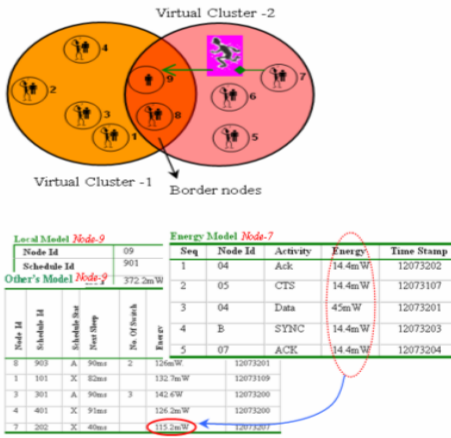 Virtual Cluster -2
4
2
3
1
9
8
7
6
5
Virtual Cluster -1
Border nodes
Local Model Node-9
Node Id 09
Schedule Id 901
372.2mW
Energy Model Node-7
Seq Node Id Activity Energy Time Stamp
1 04 Ack 14.4mW 12073202
2 05 CTS 14.4mW 12073107
3 04 Data 45mW 12073201
4 B SYNC 14.4mW 12073203
5 07 ACK 14.4mW 12073204
Other's Model Node-9
Node Id Schedule Id Schedule Stat Next Sleep No. Of Switch Energy
8 903 A 90ms 2 126mW 12073201
1 101 X 82ms 132.7mW 12073109
3 301 A 90ms 3 142.6W 12073200
4 401 X 91ms 126.2mW 12073200
7 202 X 40ms 115.2mW 12073207